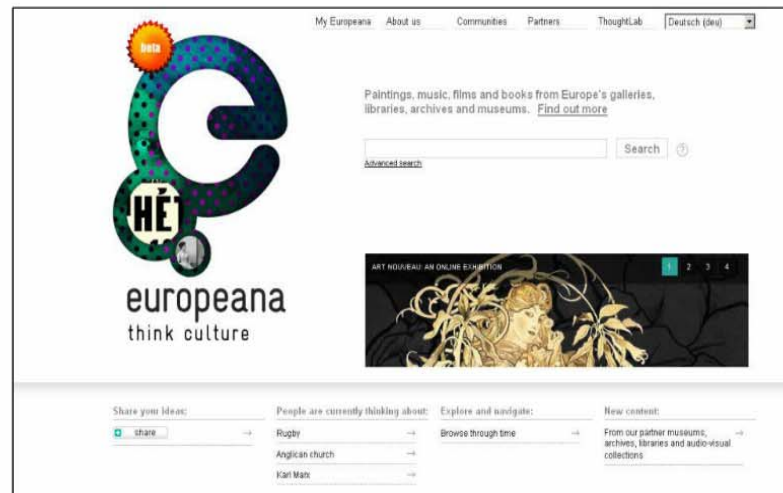 My Europeana About us Communities Partners ThoughtLab Deutsch (deu)
beta
Paintings, music, films and books from Europe's galleries,
libraries, archives and museums. Find out more
Search ?
Advanced search
HÉT
ART NOUVEAU: AN ONLINE EXHIBITION 1 2 3 4
europeana
think culture
Share your ideas: People are currently thinking about: Explore and navigate: New content:
share → Rugby → Browse through time → From our partner museums, →
archives, libraries and audio-visual
collections
Anglican church →
Karl Marx →